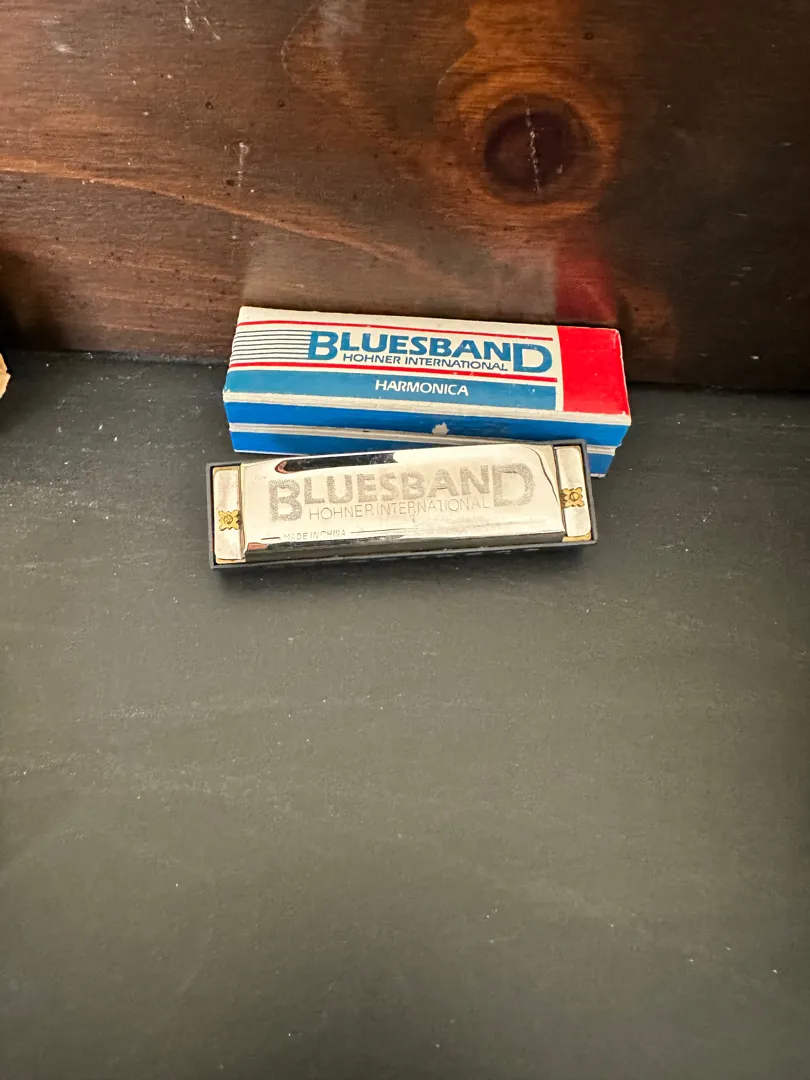 BLUESBAND
HOHNER INTERNATIONAL
HARMONICA
BLUESBAND
HOHNER INTERNATIONAL
MADE IN CHINA